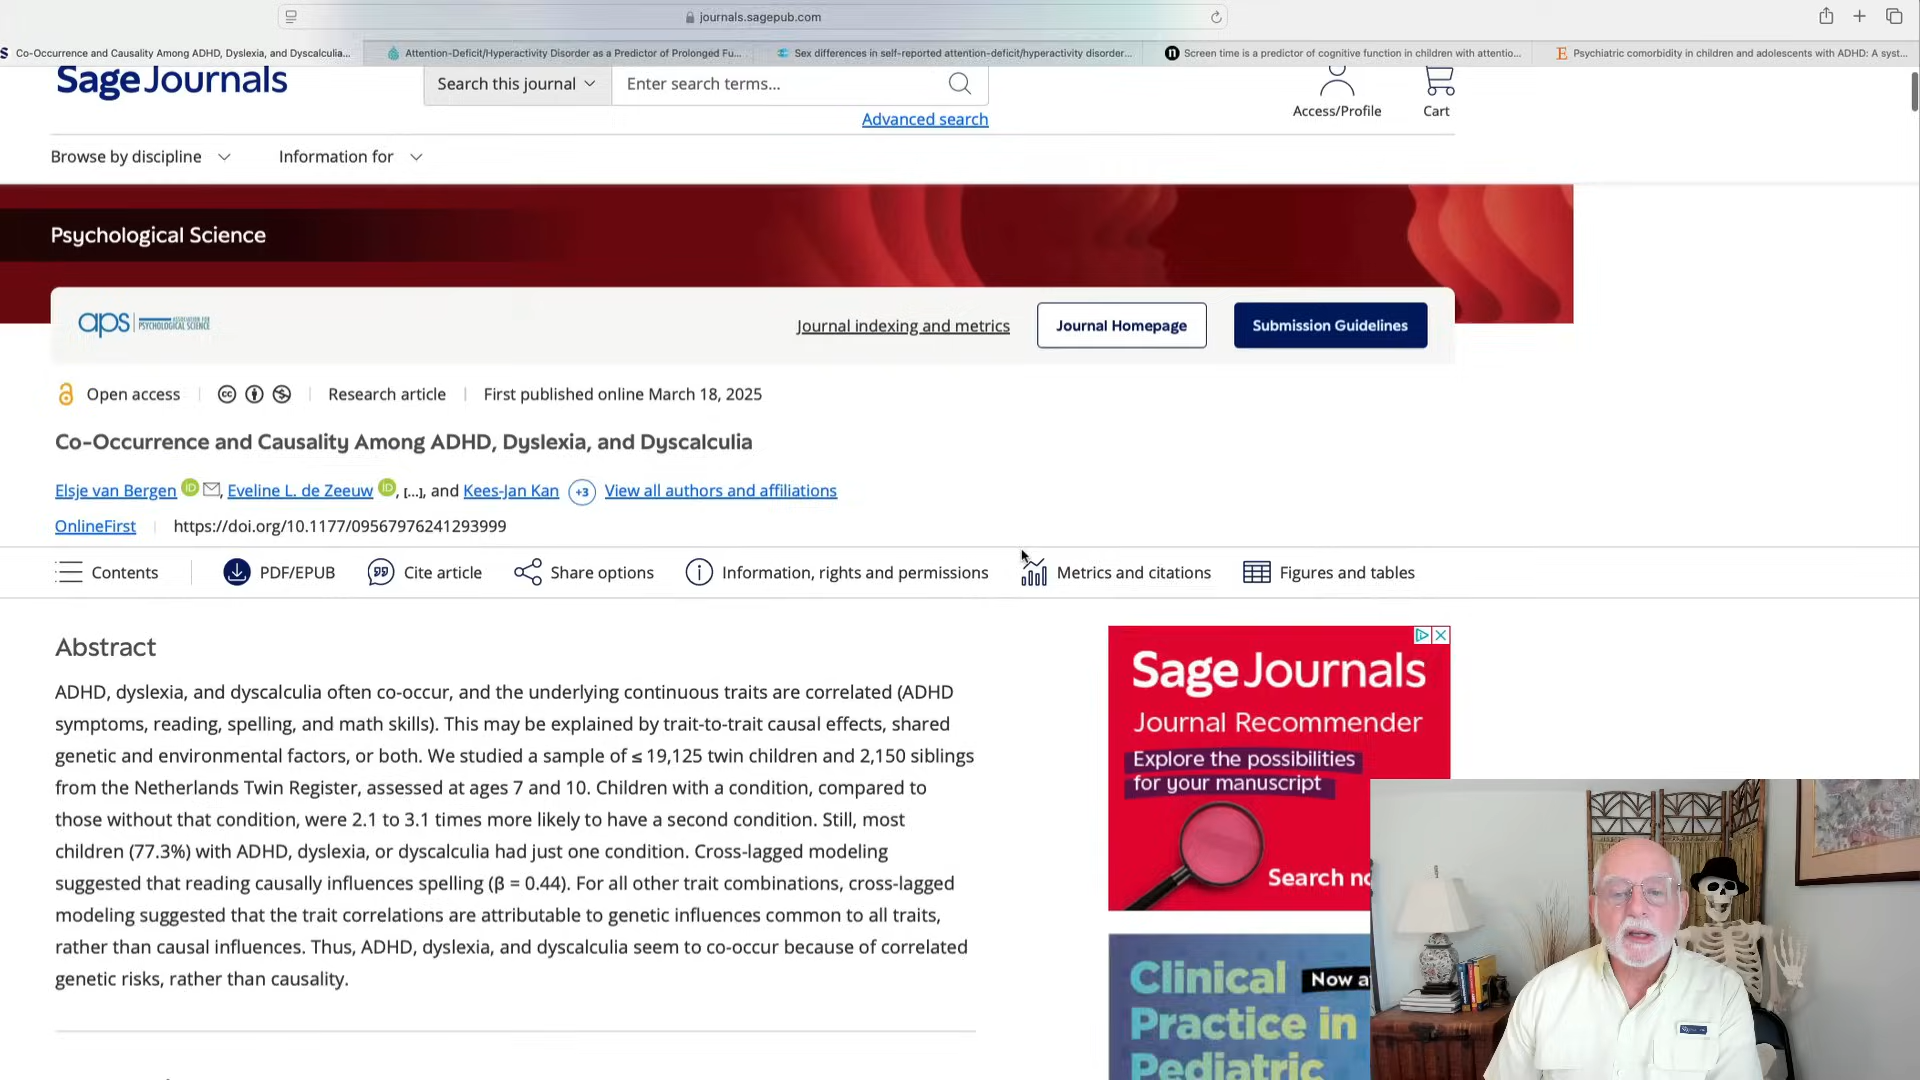 journals.sagepub.com
Co-Occurrence and Causality Among ADHD, Dyslexia, and Dyscalculia...
Attention-Deficit/Hyperactivity Disorder as a Predictor of Prolonged Fu...
Sex differences in self-reported attention-deficit/hyperactivity disorder...
Screen time is a predictor of cognitive function in children with attentio...
Psychiatric comorbidity in children and adolescents with ADHD: A syst...
Sage Journals
Search this journal
Enter search terms...
Advanced search
Access/Profile
Cart
Browse by discipline
Information for
Psychological Science
aps
ASSOCIATION FOR
PSYCHOLOGICAL SCIENCE
Journal indexing and metrics
Journal Homepage
Submission Guidelines
Open access
Research article
First published online March 18, 2025
Co-Occurrence and Causality Among ADHD, Dyslexia, and Dyscalculia
Elsje van Bergen, Eveline L. de Zeeuw, [...], and Kees-Jan Kan +3 View all authors and affiliations
OnlineFirst https://doi.org/10.1177/09567976241293999
Contents
PDF/EPUB
Cite article
Share options
Information, rights and permissions
Metrics and citations
Figures and tables
Abstract
ADHD, dyslexia, and dyscalculia often co-occur, and the underlying continuous traits are correlated (ADHD
symptoms, reading, spelling, and math skills). This may be explained by trait-to-trait causal effects, shared
genetic and environmental factors, or both. We studied a sample of ≤ 19,125 twin children and 2,150 siblings
from the Netherlands Twin Register, assessed at ages 7 and 10. Children with a condition, compared to
those without that condition, were 2.1 to 3.1 times more likely to have a second condition. Still, most
children (77.3%) with ADHD, dyslexia, or dyscalculia had just one condition. Cross-lagged modeling
suggested that reading causally influences spelling (β = 0.44). For all other trait combinations, cross-lagged
modeling suggested that the trait correlations are attributable to genetic influences common to all traits,
rather than causal influences. Thus, ADHD, dyslexia, and dyscalculia seem to co-occur because of correlated
genetic risks, rather than causality.
Sage Journals
Journal Recommender
Explore the possibilities
for your manuscript
Search no
Clinical
Now a
Practice in
Pediatric